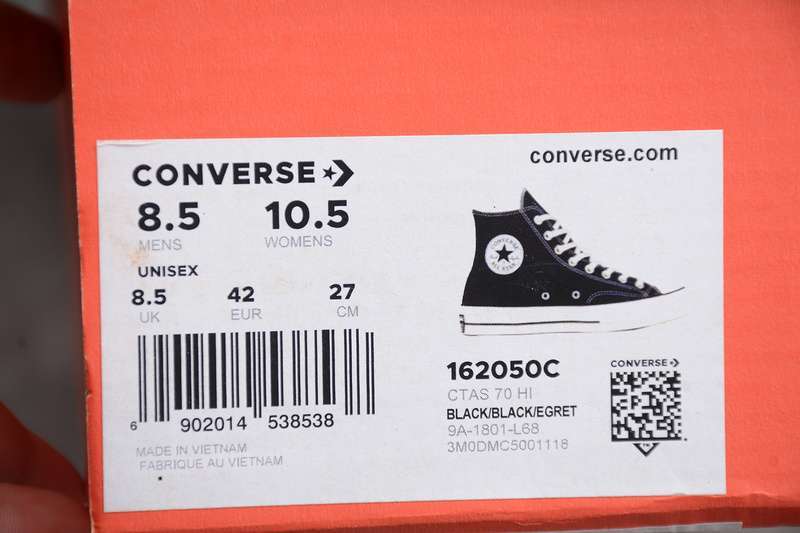 CONVERSE
converse.com
8.5 10.5
MENS WOMENS
UNISEX
8.5 42 27
UK EUR CM
6 902014 538538
MADE IN VIETNAM
FABRIQUE AU VIETNAM
CONVERSE
ALL STAR
162050C
CTAS 70 HI
BLACK/BLACK/EGRET
9A-1801-L68
3M0DMC5001118
CONVERSE